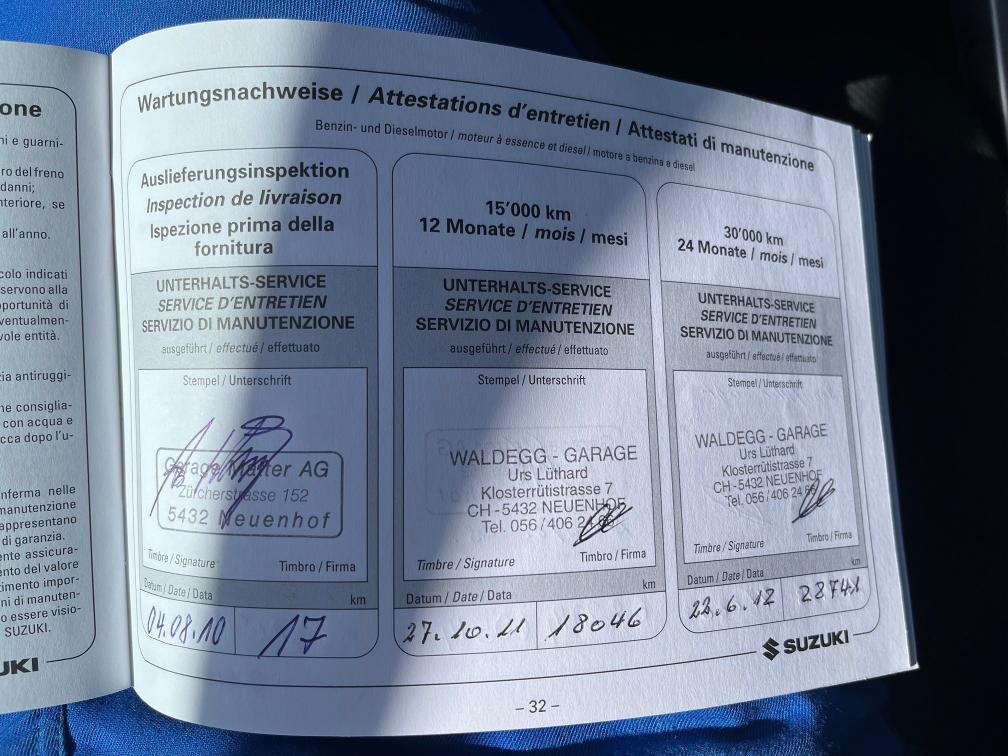 one
ni e guarni-
ro del freno
danni;
nteriore, se
all'anno.
colo indicati
servono alla
pportunità di
ventualmen-
vole entità.
zia antiruggi-
ne consiglia-
con acqua e
cca dopo l'u-
nferma nelle
manutenzione
appresentano
di garanzia.
ente assicura-
ento del valore
timento impor-
ni di manuten-
o essere visio-
SUZUKI.
UKI
Wartungsnachweise / Attestations d'entretien / Attestati di manutenzione
Benzin- und Dieselmotor / moteur à essence et diesel / motore a benzina e diesel
Auslieferungsinspektion
Inspection de livraison
Ispezione prima della
fornitura
UNTERHALTS-SERVICE
SERVICE D'ENTRETIEN
SERVIZIO DI MANUTENZIONE
ausgeführt / effectué / effettuato
Stempel / Unterschrift
Garage Master AG
Zürcherstrasse 152
5432 Neuenhof
Timbre / Signature
Timbro / Firma
Datum / Date / Data km
04.08.10 17
15'000 km
12 Monate / mois / mesi
UNTERHALTS-SERVICE
SERVICE D'ENTRETIEN
SERVIZIO DI MANUTENZIONE
ausgeführt / effectué / effettuato
Stempel / Unterschrift
WALDEGG - GARAGE
Urs Lüthard
Klosterrütistrasse 7
CH - 5432 NEUENHOF
Tel. 056 / 406
Timbre / Signature
Timbro / Firma
Datum / Date / Data km
27.10.11 18046
30'000 km
24 Monate / mois / mesi
UNTERHALTS-SERVICE
SERVICE D'ENTRETIEN
SERVIZIO DI MANUTENZIONE
ausgeführt / effectué / effettuato
Stempel / Unterschrift
WALDEGG - GARAGE
Urs Lüthard
Klosterrütistrasse 7
CH - 5432 NEUENHOF
Tel. 056 / 406 24
Timbre / Signature
Timbro / Firma
Datum / Date / Data km
22.6.12 28741
SUZUKI
– 32 –